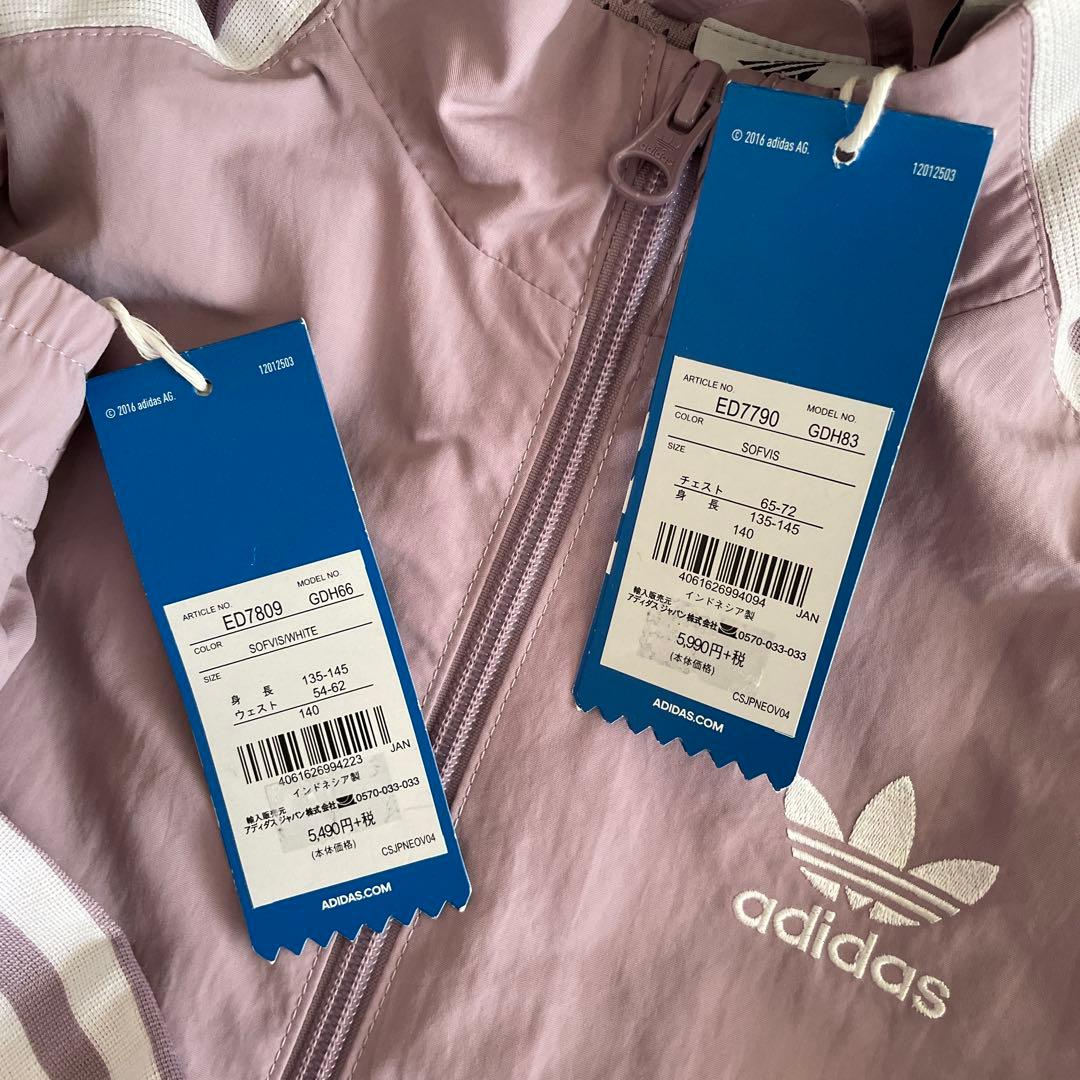 © 2016 adidas AG.
12012503
ARTICLE NO.
MODEL NO.
ED7809
GDH66
COLOR
SOFVIS/WHITE
SIZE
身 長 135-145
ウェスト 54-62
140
4061626994223
JAN
インドネシア製
輸入販売元
アディダス ジャパン株式会社 0570-033-033
5,490円+税
(本体価格)
CSJPNEOV04
ADIDAS.COM
adidas
© 2016 adidas AG.
12012503
ARTICLE NO.
MODEL NO.
ED7790
GDH83
COLOR
SOFVIS
SIZE
チェスト 65-72
身 長 135-145
140
4061626994094
JAN
インドネシア製
輸入販売元
アディダス ジャパン株式会社 0570-033-033
5,990円+税
(本体価格)
CSJPNEOV04
ADIDAS.COM
adidas